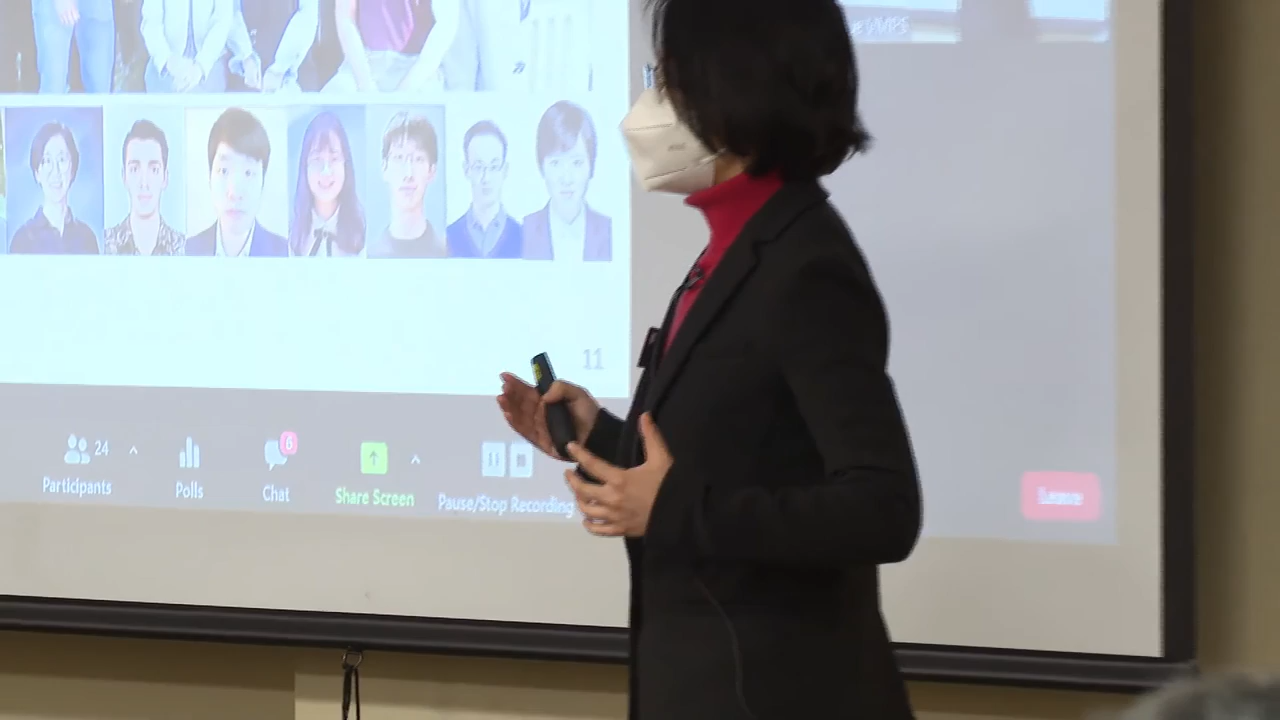 11
24
6
Participants
Polls
Chat
Share Screen
Pause/Stop Recording
Leave